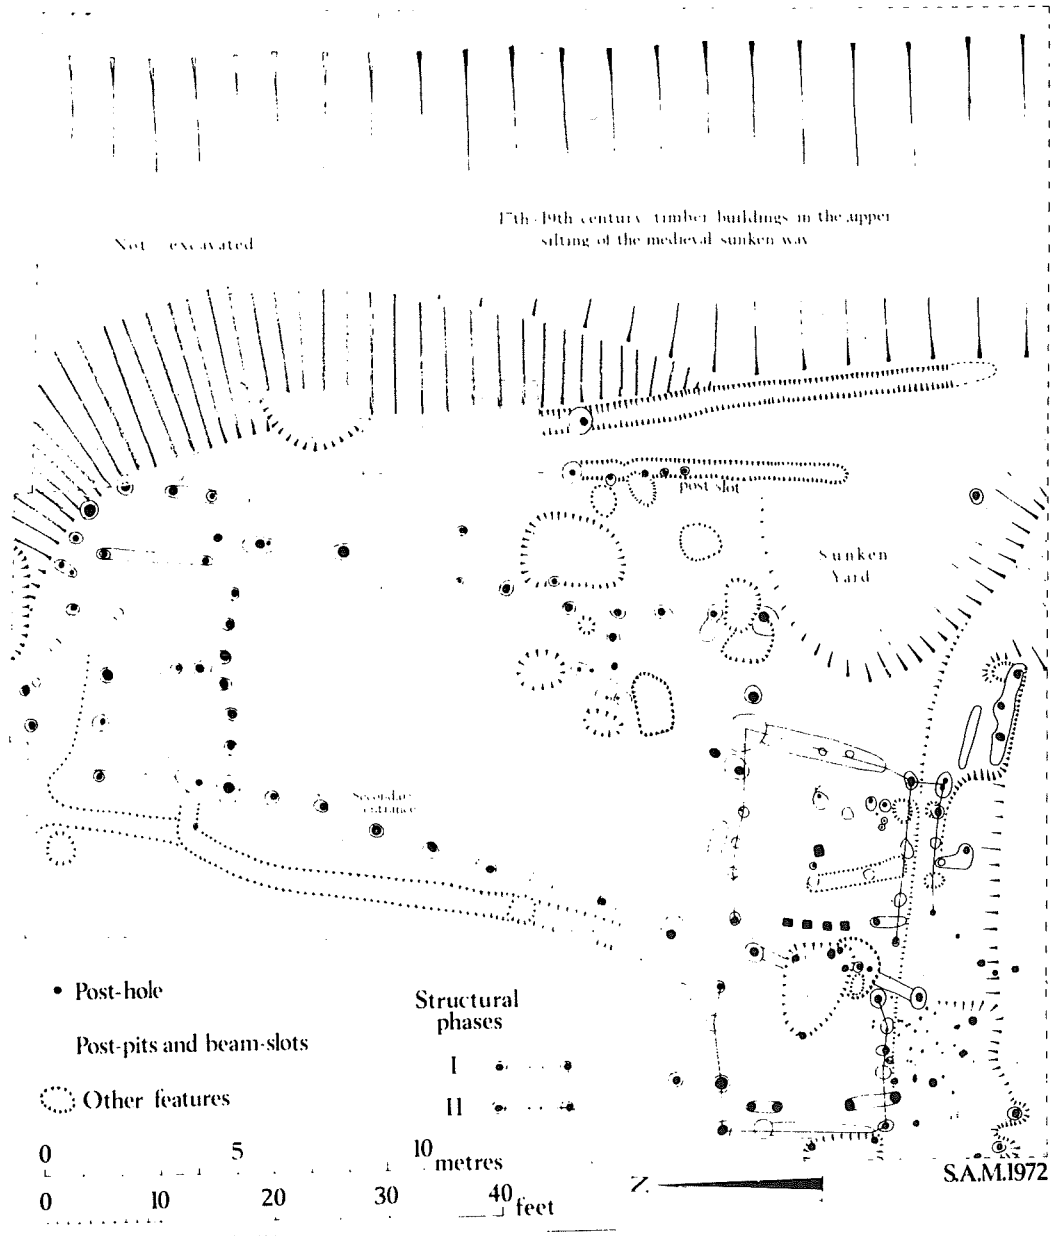 Not excavated
17th-19th century timber buildings in the upper
silting of the medieval sunken way
post slot
Sunken
Yard
Secondary
entrance
Post-hole
Post-pits and beam-slots
Other features
Structural
phases
I
II
0 5 10 metres
0 10 20 30 40 feet
Z
S.A.M.1972